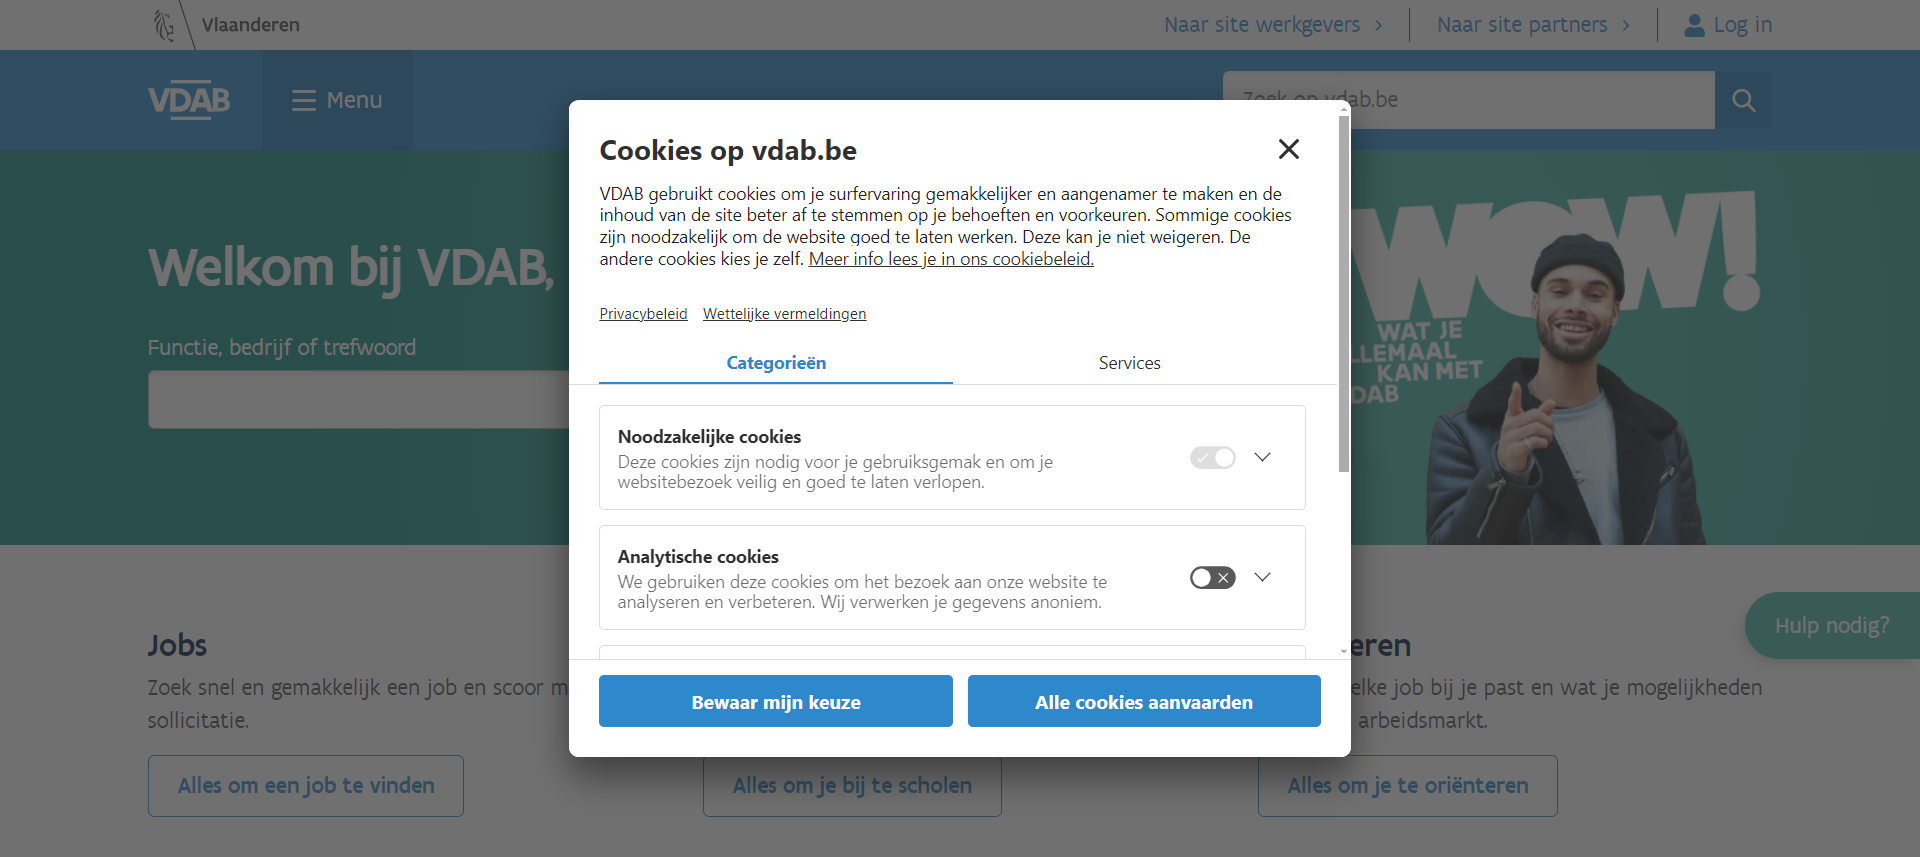 Vlaanderen
Naar site werkgevers
Naar site partners
Log in
VDAB
Menu
Zoek op vdab.be
Cookies op vdab.be
VDAB gebruikt cookies om je surfervaring gemakkelijker en aangenamer te maken en de
inhoud van de site beter af te stemmen op je behoeften en voorkeuren. Sommige cookies
zijn noodzakelijk om de website goed te laten werken. Deze kan je niet weigeren. De
andere cookies kies je zelf. Meer info lees je in ons cookiebeleid.
Privacybeleid Wettelijke vermeldingen
Categorieën
Services
Noodzakelijke cookies
Deze cookies zijn nodig voor je gebruiksgemak en om je
websitebezoek veilig en goed te laten verlopen.
Analytische cookies
We gebruiken deze cookies om het bezoek aan onze website te
analyseren en verbeteren. Wij verwerken je gegevens anoniem.
Bewaar mijn keuze
Alle cookies aanvaarden
Welkom bij VDAB,
Functie, bedrijf of trefwoord
WOW!
WAT JE
LLEMAAL
KAN MET
DAB
Hulp nodig?
Jobs
Zoek snel en gemakkelijk een job en scoor m
sollicitatie.
Alles om een job te vinden
Alles om je bij te scholen
eren
elke job bij je past en wat je mogelijkheden
arbeidsmarkt.
Alles om je te oriënteren